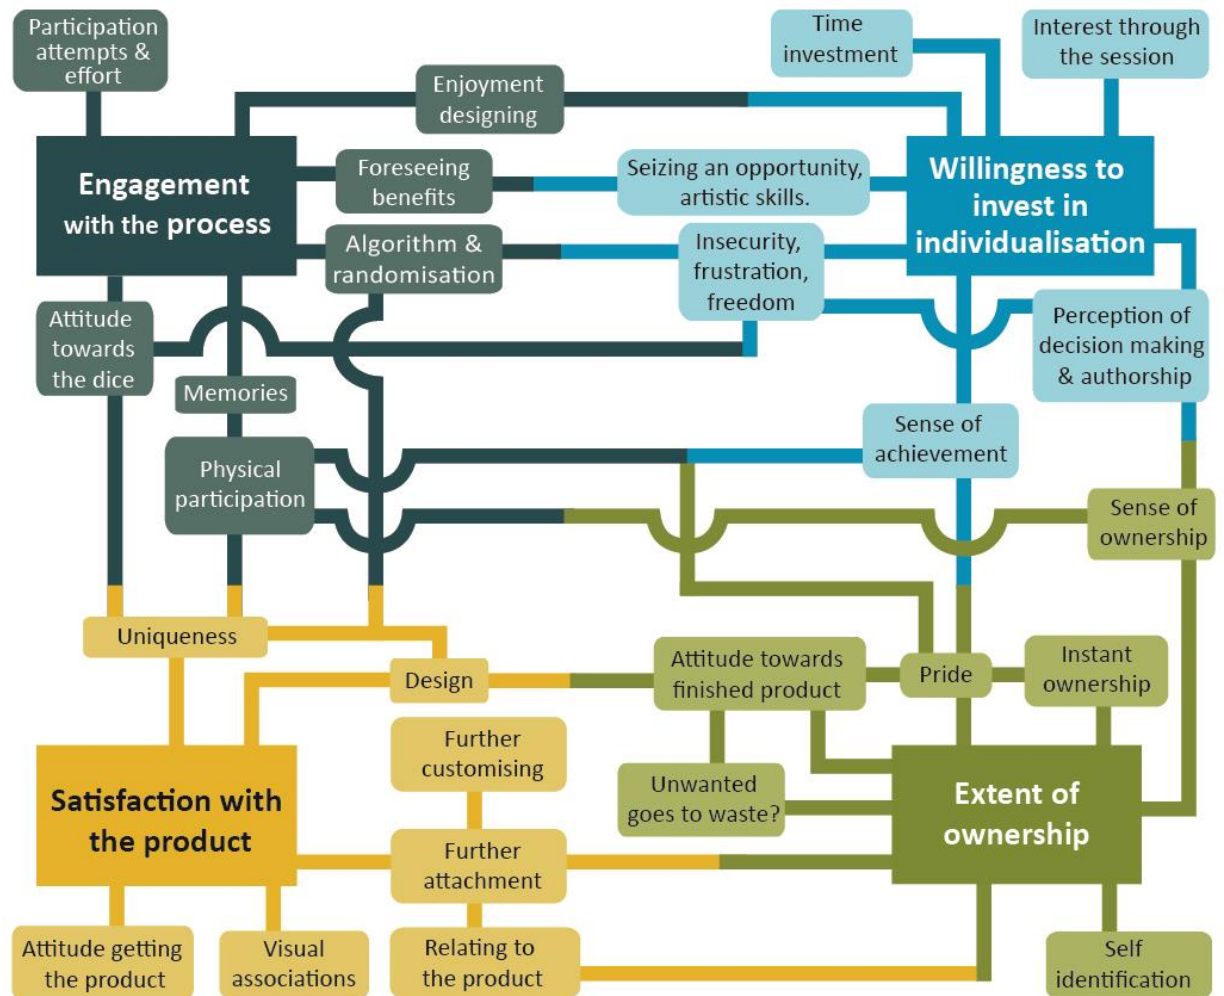 Participation
attempts &
effort
Time
investment
Interest through
the session
Enjoyment
designing
Engagement
with the process
Foreseeing
benefits
Seizing an opportunity,
artistic skills.
Willingness to
invest in
individualisation
Algorithm &
randomisation
Insecurity,
frustration,
freedom
Attitude
towards
the dice
Perception of
decision making
& authorship
Memories
Sense of
achievement
Physical
participation
Sense of
ownership
Uniqueness
Design
Attitude towards
finished product
Pride
Instant
ownership
Further
customising
Unwanted
goes to waste?
Satisfaction with
the product
Extent of
ownership
Further
attachment
Attitude getting
the product
Visual
associations
Relating to
the product
Self
identification